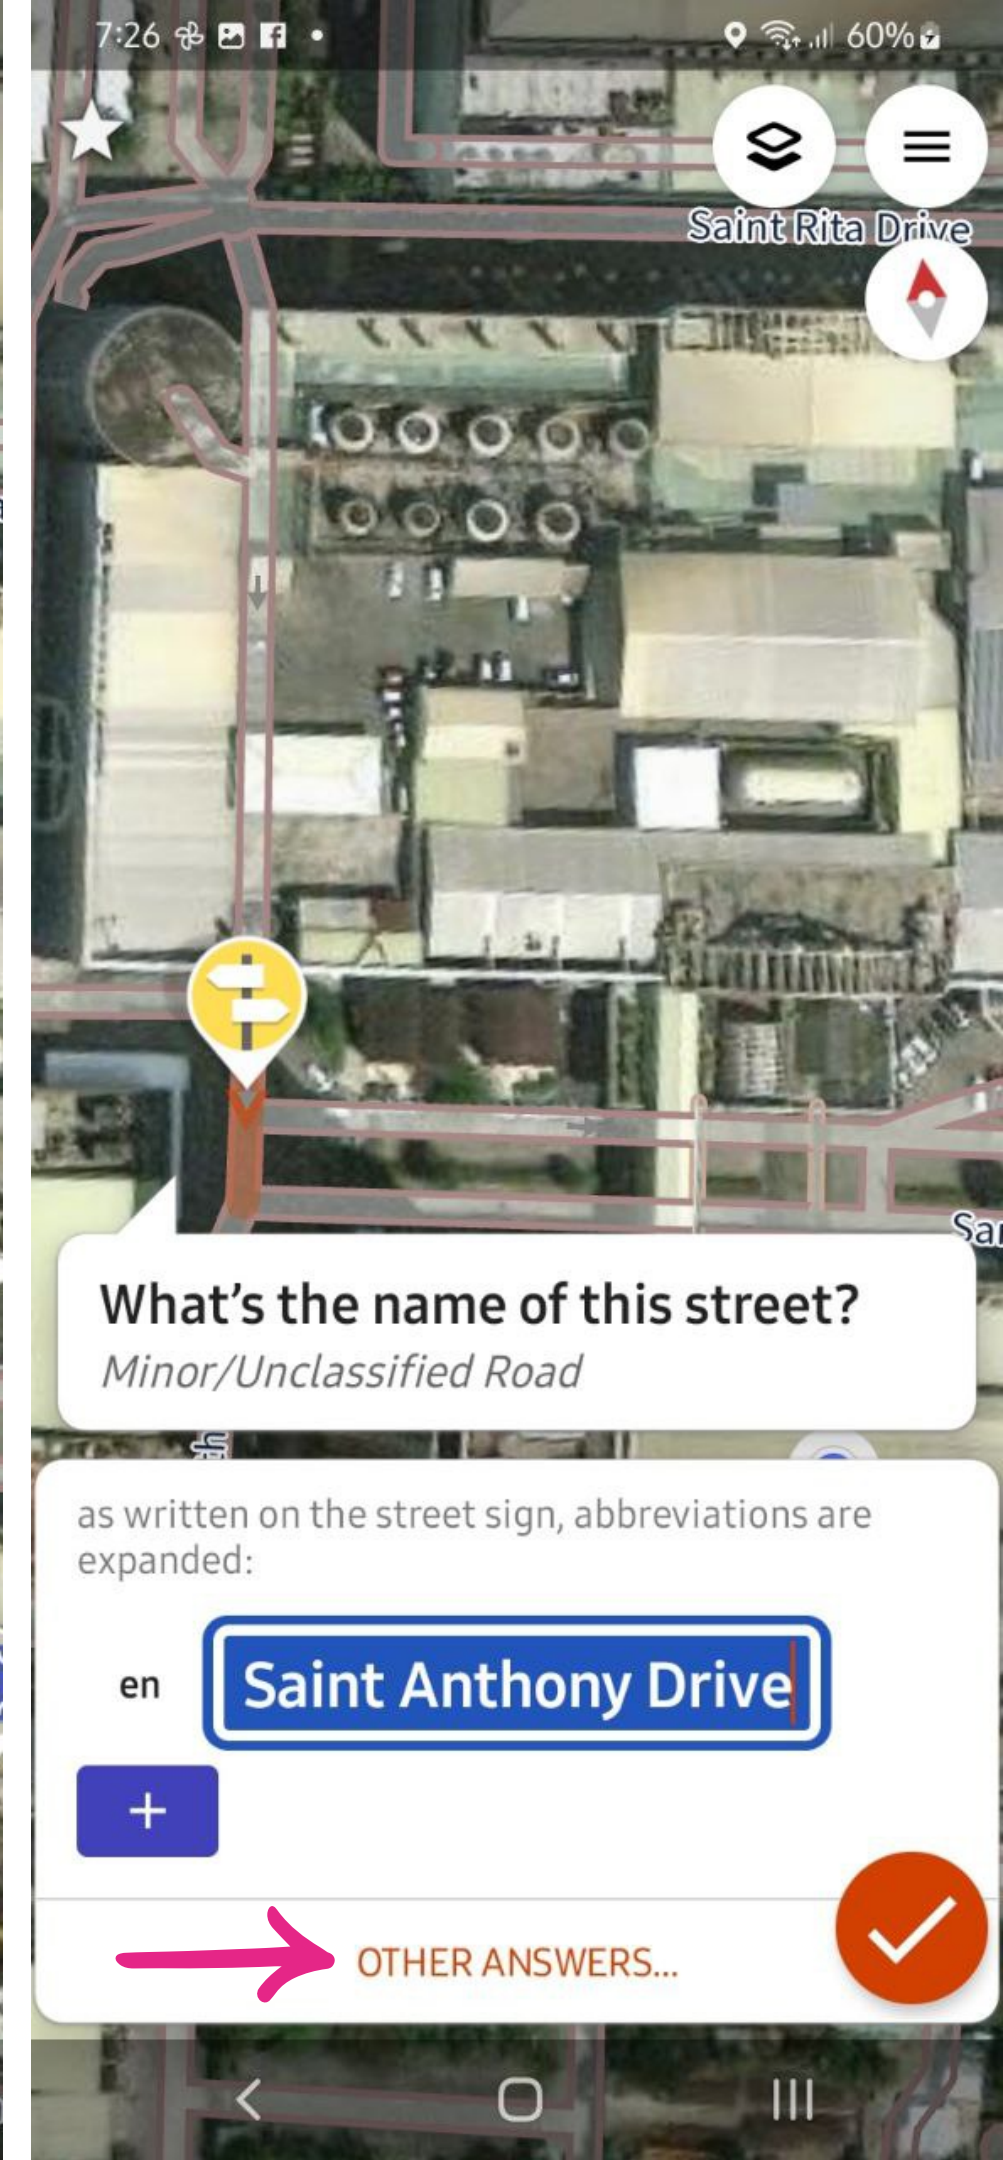 7:26
60%
Saint Rita Drive
What's the name of this street?
Minor/Unclassified Road
as written on the street sign, abbreviations are
expanded:
en
Saint Anthony Drive
+
OTHER ANSWERS...